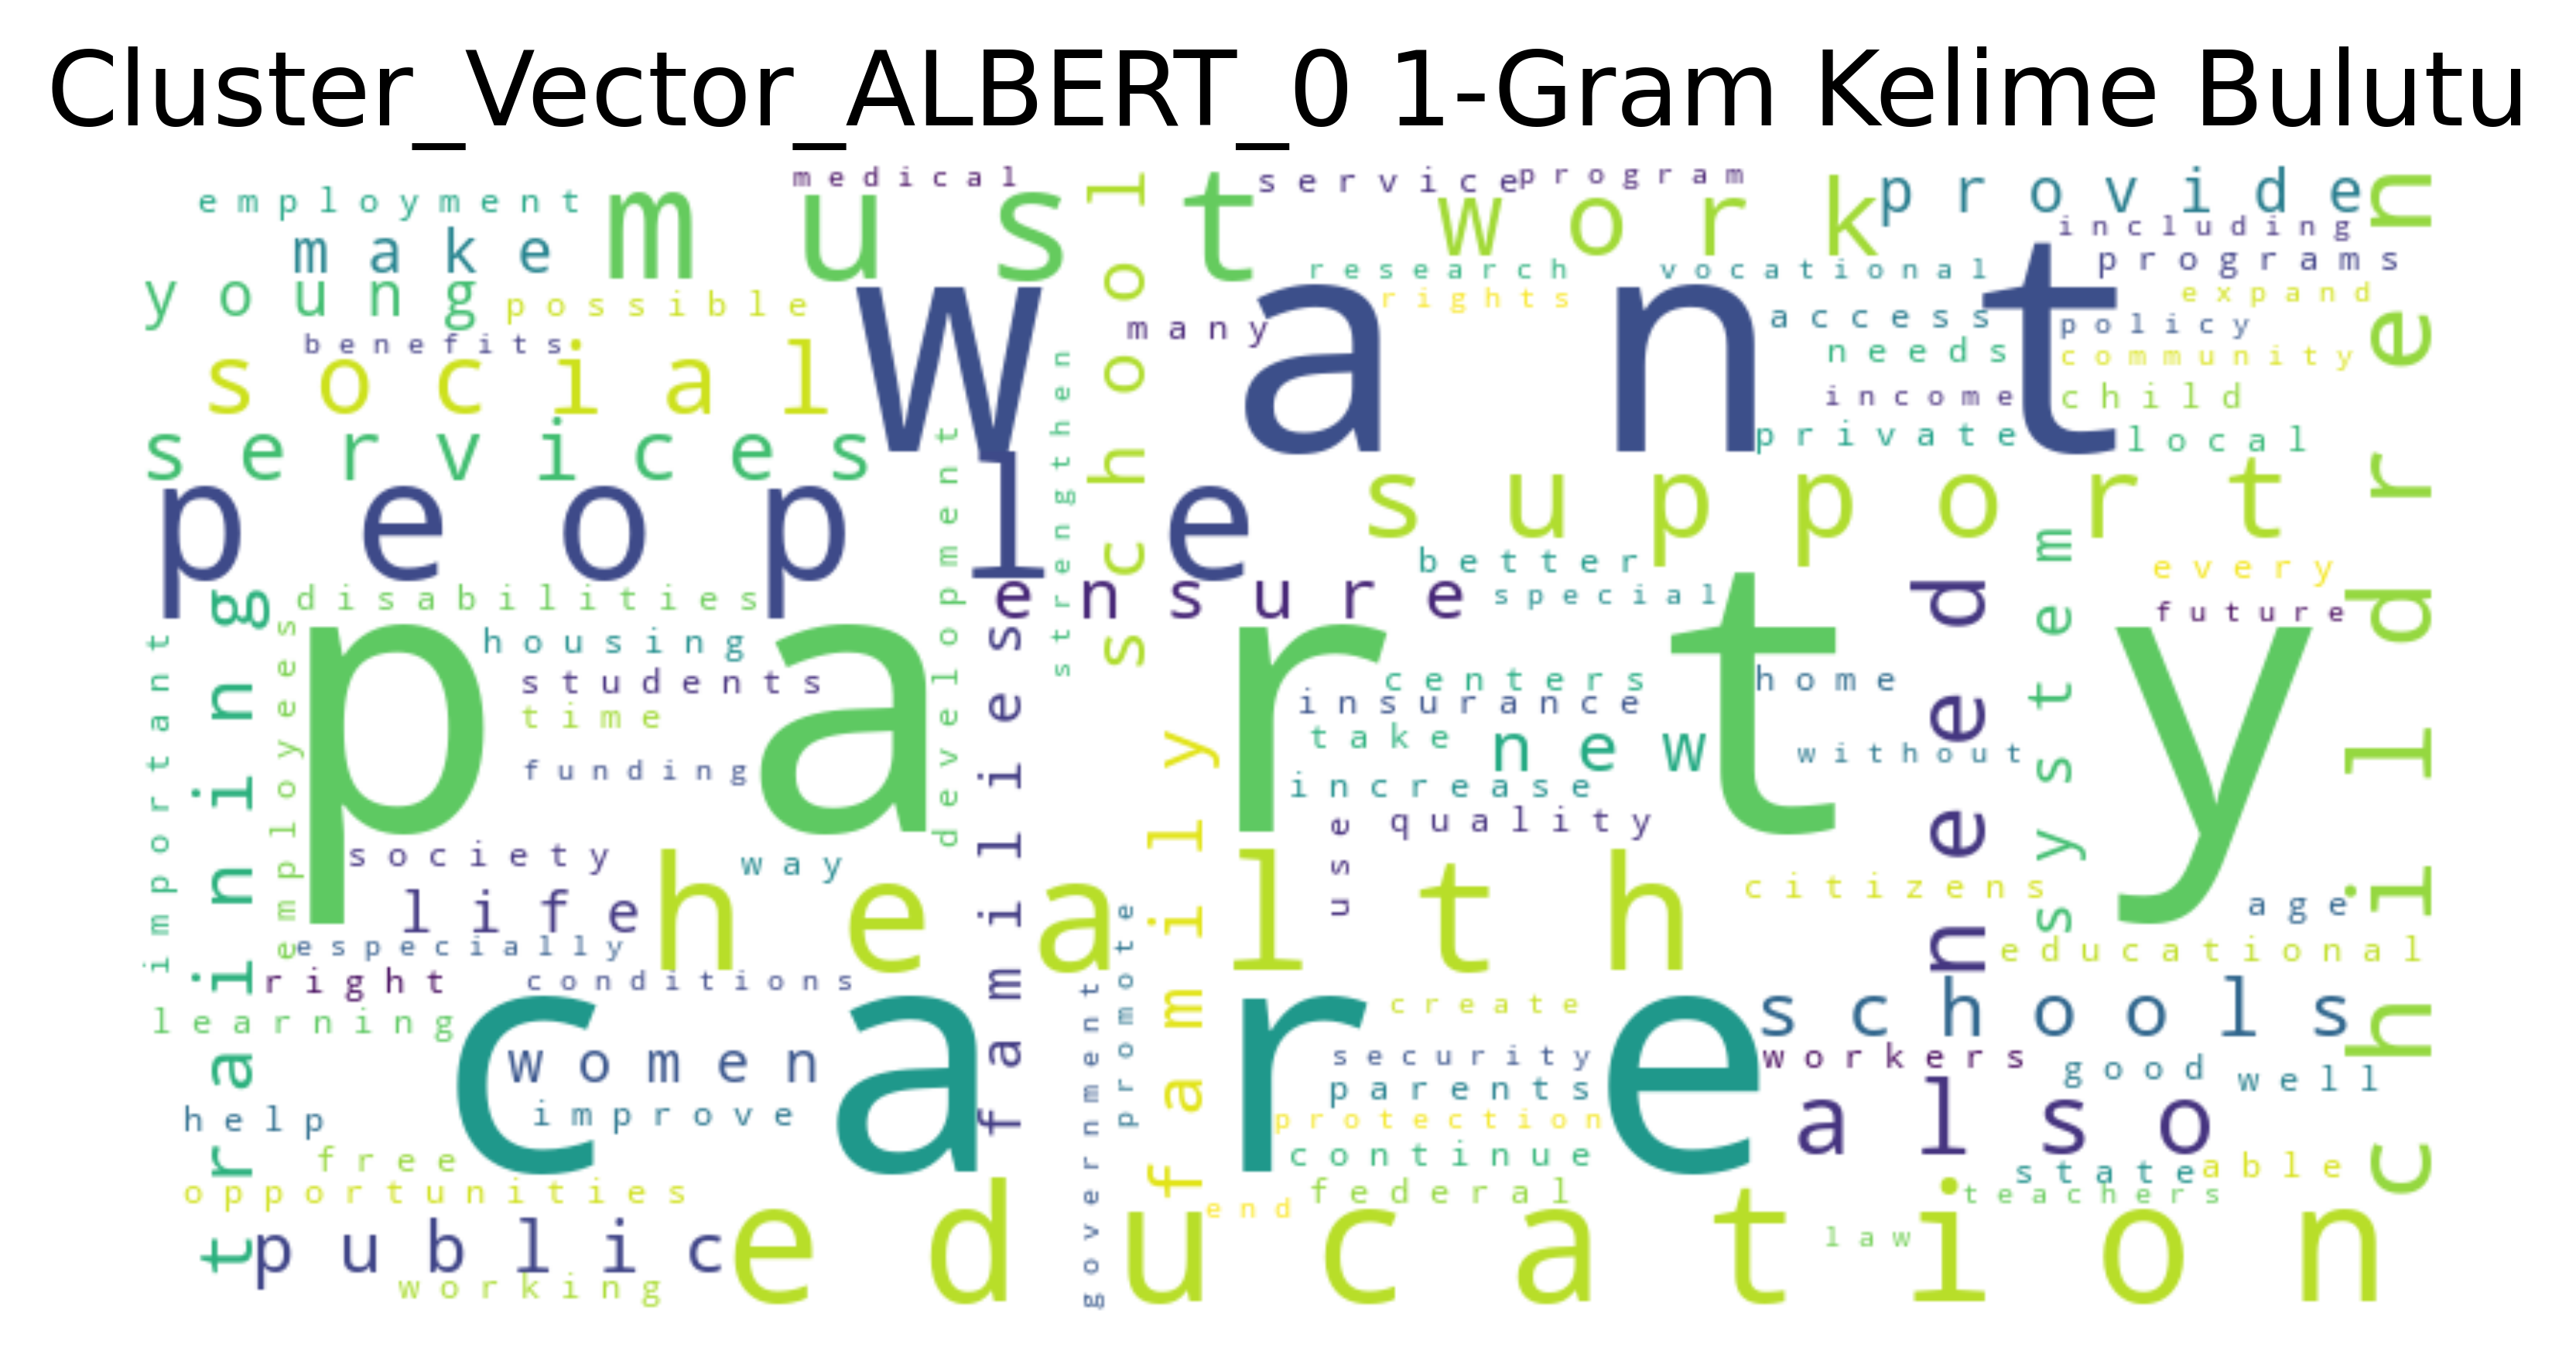 Cluster_Vector_ALBERT_0 1-Gram Kelime Bulutu
medical
service
program
provide
employment
must
work
including
make
programs
young
possible
research
vocational
rights
expand
want
access
policy
benefits
many
needs
community
social
income
child
services
private
local
school
strengthen
development
children
people
support
better
every
ensure
special
future
disabilities
system
need
party
housing
students
centers
home
insurance
time
take
new
without
funding
increase
quality
use
important
training
employees
families
family
society
way
health
citizens
life
age
especially
educational
right
conditions
promote
government
care
create
schools
learning
women
security
workers
good
well
parents
help
improve
protection
also
free
continue
state
able
opportunities
end
federal
teachers
public
education
law
working